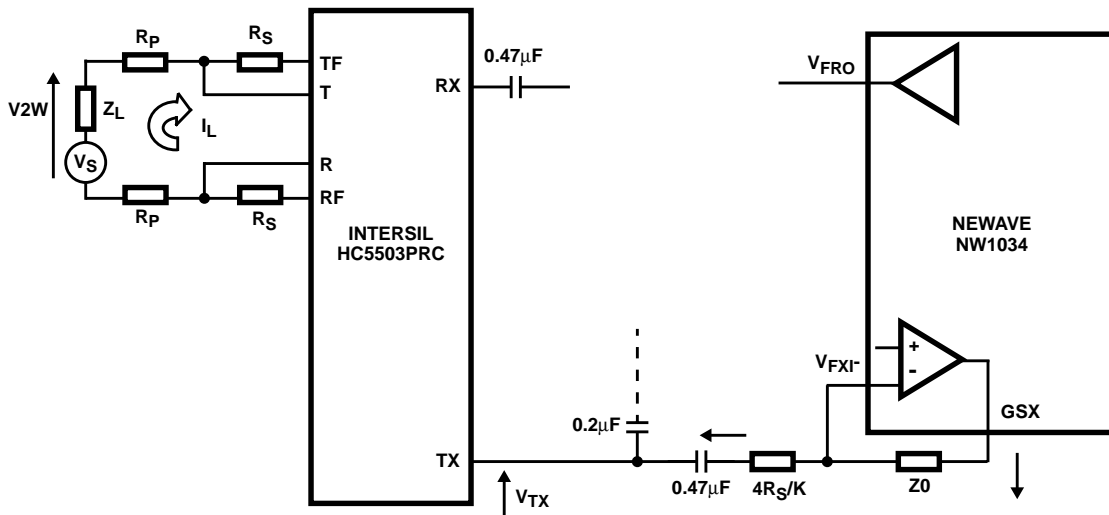 RP
RS
TF
T
V2W
ZL
IL
VS
R
RF
RP
RS
INTERSIL
HC5503PRC
RX
0.47μF
TX
VTX
0.2μF
0.47μF
4RS/K
Z0
VFRO
NEWAVE
NW1034
+
-
VFXI-
GSX